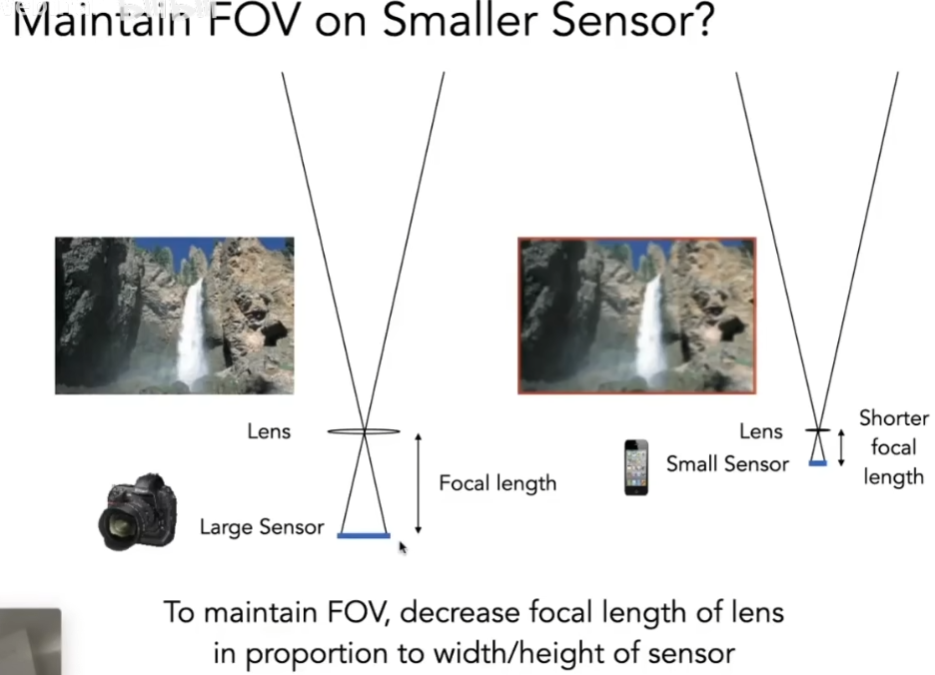 Maintain FOV on Smaller Sensor?
Lens
Focal length
Large Sensor
Lens
Small Sensor
Shorter
focal
length
To maintain FOV, decrease focal length of lens
in proportion to width/height of sensor